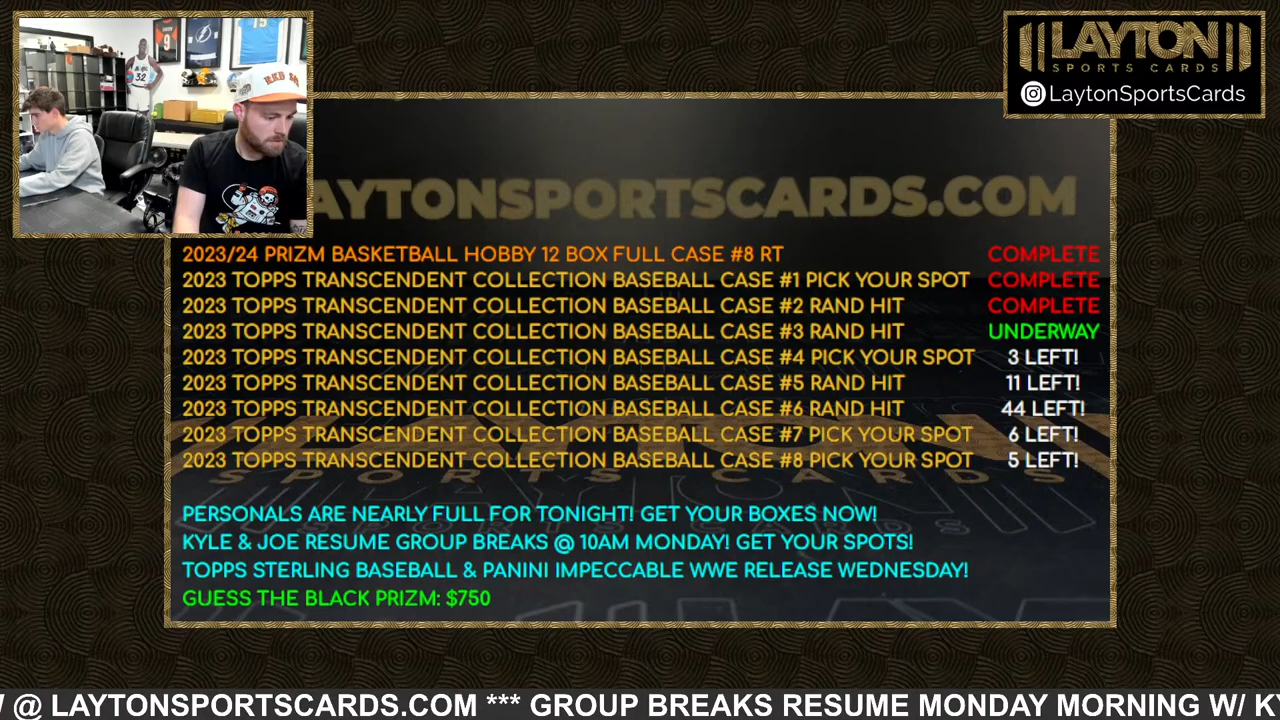 LAYTON
SPORTS CARDS
LaytonSportsCards
AYTONSPORTSCARDS.COM
2023/24 PRIZM BASKETBALL HOBBY 12 BOX FULL CASE #8 RT COMPLETE
2023 TOPPS TRANSCENDENT COLLECTION BASEBALL CASE #1 PICK YOUR SPOT COMPLETE
2023 TOPPS TRANSCENDENT COLLECTION BASEBALL CASE #2 RAND HIT COMPLETE
2023 TOPPS TRANSCENDENT COLLECTION BASEBALL CASE #3 RAND HIT UNDERWAY
2023 TOPPS TRANSCENDENT COLLECTION BASEBALL CASE #4 PICK YOUR SPOT 3 LEFT!
2023 TOPPS TRANSCENDENT COLLECTION BASEBALL CASE #5 RAND HIT 11 LEFT!
2023 TOPPS TRANSCENDENT COLLECTION BASEBALL CASE #6 RAND HIT 44 LEFT!
2023 TOPPS TRANSCENDENT COLLECTION BASEBALL CASE #7 PICK YOUR SPOT 6 LEFT!
2023 TOPPS TRANSCENDENT COLLECTION BASEBALL CASE #8 PICK YOUR SPOT 5 LEFT!
SPORTS CARDS
PERSONALS ARE NEARLY FULL FOR TONIGHT! GET YOUR BOXES NOW!
KYLE & JOE RESUME GROUP BREAKS @ 10AM MONDAY! GET YOUR SPOTS!
TOPPS STERLING BASEBALL & PANINI IMPECCABLE WWE RELEASE WEDNESDAY!
GUESS THE BLACK PRIZM: $750
W @ LAYTONSPORTSCARDS.COM *** GROUP BREAKS RESUME MONDAY MORNING W/ K